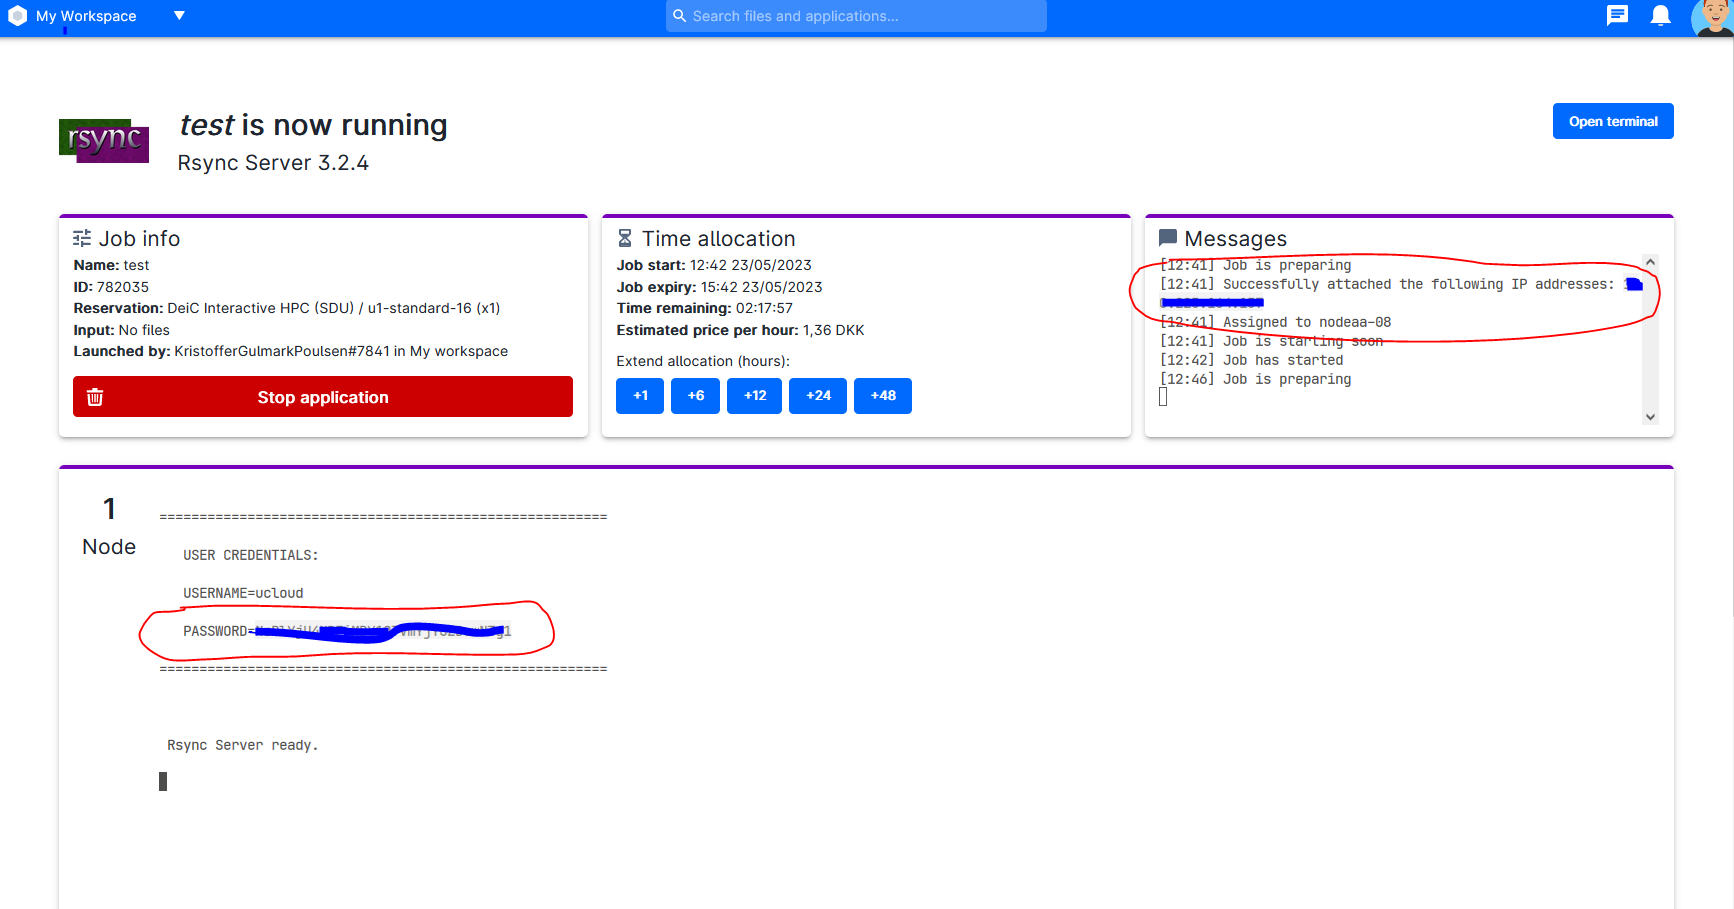 My Workspace
Search files and applications...
rsync
test is now running
Rsync Server 3.2.4
Open terminal
Job info
Name: test
ID: 782035
Reservation: DeiC Interactive HPC (SDU) / u1-standard-16 (x1)
Input: No files
Launched by: KristofferGulmarkPoulsen#7841 in My workspace
Stop application
Time allocation
Job start: 12:42 23/05/2023
Job expiry: 15:42 23/05/2023
Time remaining: 02:17:57
Estimated price per hour: 1,36 DKK
Extend allocation (hours):
+1 +6 +12 +24 +48
Messages
[12:41] Job is preparing
[12:41] Successfully attached the following IP addresses:
[12:41] Assigned to nodeaa-08
[12:41] Job is starting soon
[12:42] Job has started
[12:46] Job is preparing
1
Node
========================================================
USER CREDENTIALS:
USERNAME=ucloud
PASSWORD=
========================================================
Rsync Server ready.